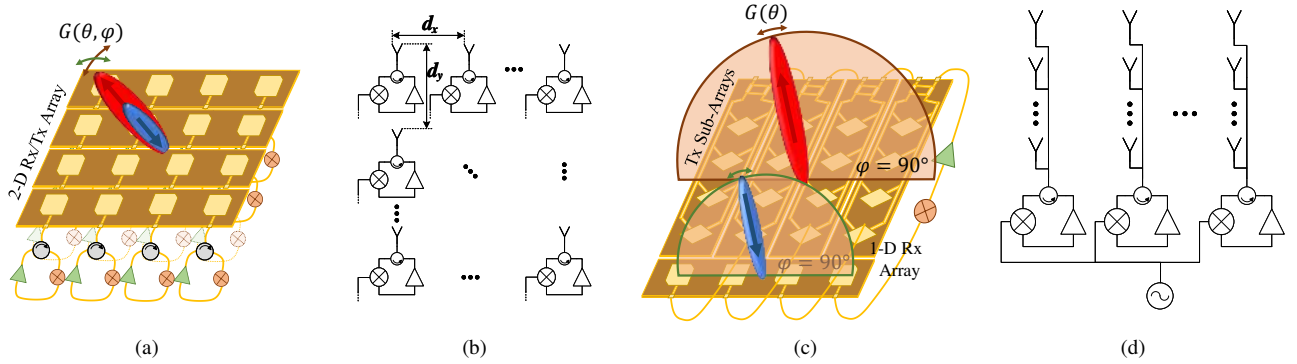 G(θ, φ)
2-D Rx/Tx Array
(a)
d_x
d_y
(b)
G(θ)
Tx Sub-Arrays
φ = 90°
φ = 90°
1-D Rx
Array
(c)
(d)